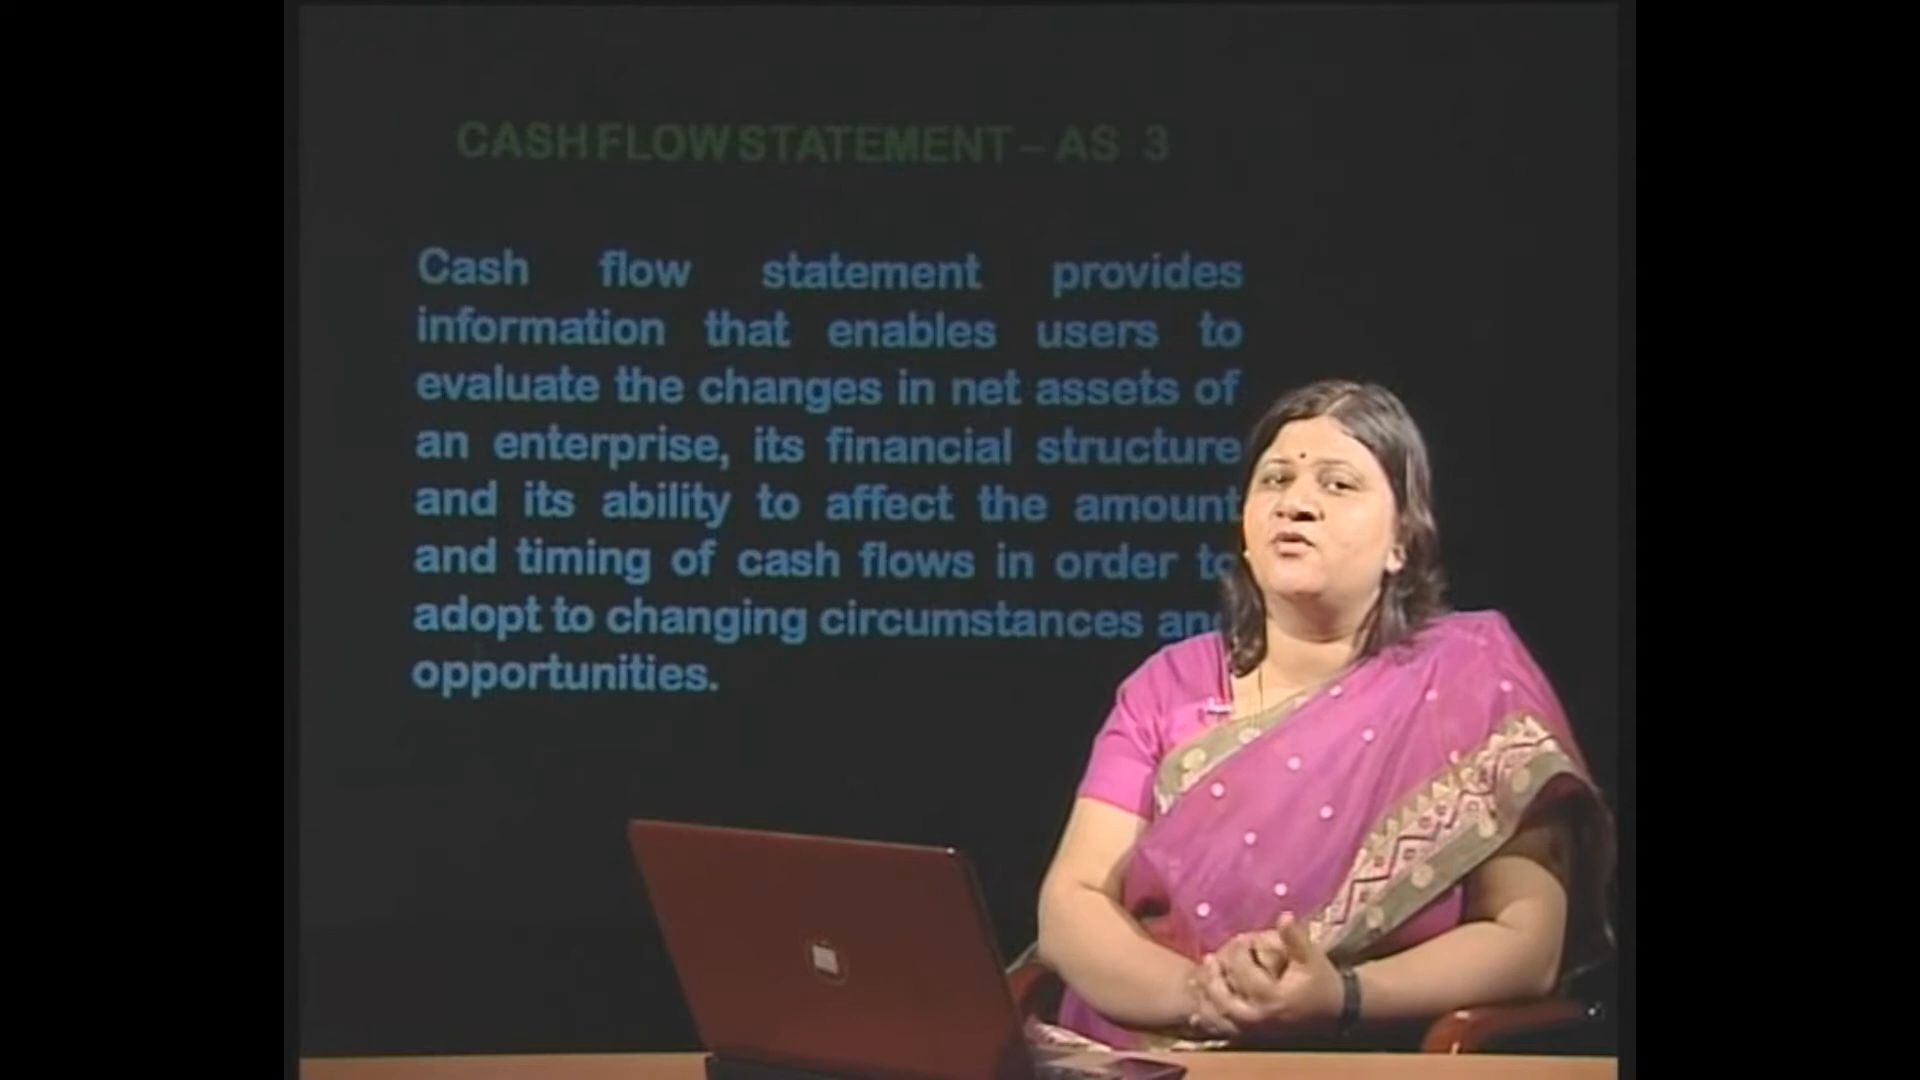 CASH FLOW STATEMENT – AS 3
Cash flow statement provides
information that enables users to
evaluate the changes in net assets of
an enterprise, its financial structure
and its ability to affect the amount
and timing of cash flows in order to
adopt to changing circumstances and
opportunities.